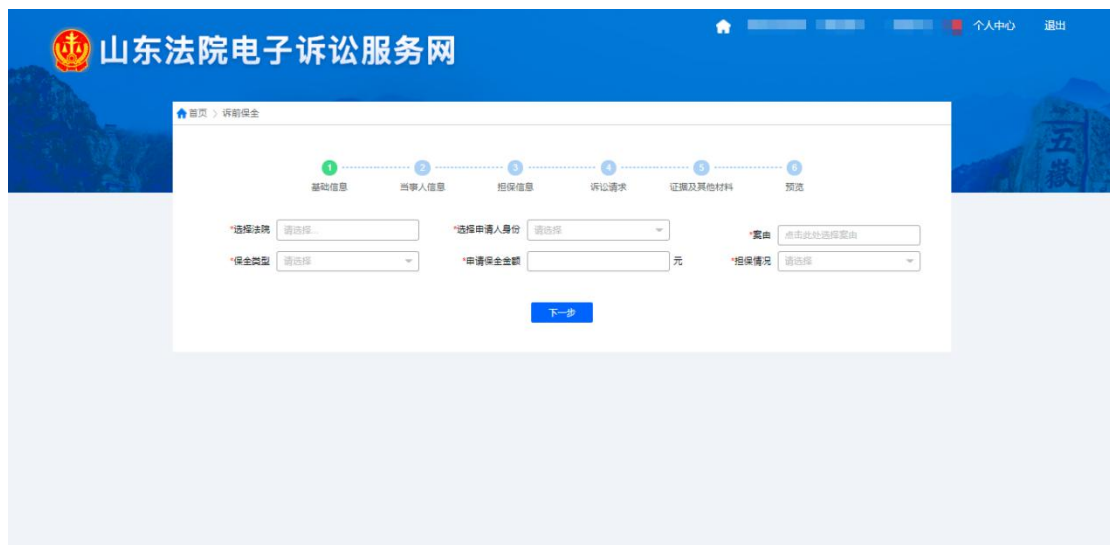 个人中心 退出
山东法院电子诉讼服务网
首页 > 诉前保全
1 2 3 4 5 6
基础信息 当事人信息 担保信息 诉讼请求 证据及其他材料 预览
*选择法院 请选择... *选择申请人身份 请选择 *案由 点击此处选择案由
*保全类型 请选择 *申请保全金额 元 *担保情况 请选择
下一步
五
嶽